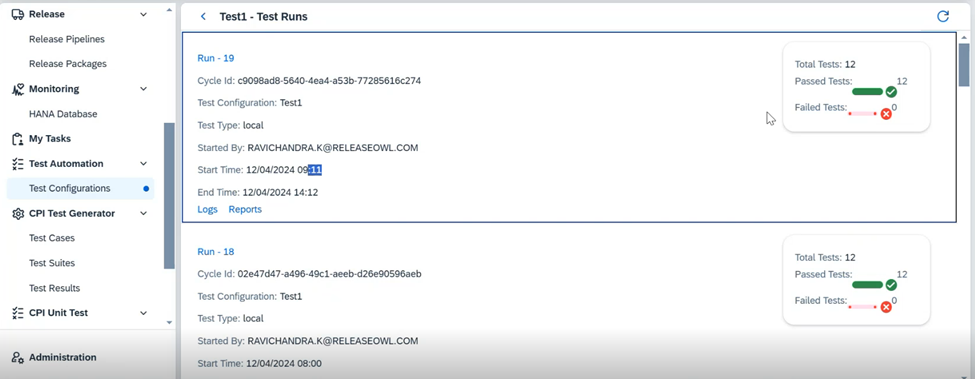 Release
Release Pipelines
Release Packages
Monitoring
HANA Database
My Tasks
Test Automation
Test Configurations
CPI Test Generator
Test Cases
Test Suites
Test Results
CPI Unit Test
Administration
Test1 - Test Runs
Run - 19
Cycle Id: c9098ad8-5640-4ea4-a53b-77285616c274
Test Configuration: Test1
Test Type: local
Started By: RAVICHANDRA.K@RELEASEOWL.COM
Start Time: 12/04/2024 09:11
End Time: 12/04/2024 14:12
Logs Reports
Total Tests: 12
Passed Tests: 12
Failed Tests: 0
Run - 18
Cycle Id: 02e47d47-a496-49c1-aeeb-d26e90596aeb
Test Configuration: Test1
Test Type: local
Started By: RAVICHANDRA.K@RELEASEOWL.COM
Start Time: 12/04/2024 08:00
Total Tests: 12
Passed Tests: 12
Failed Tests: 0